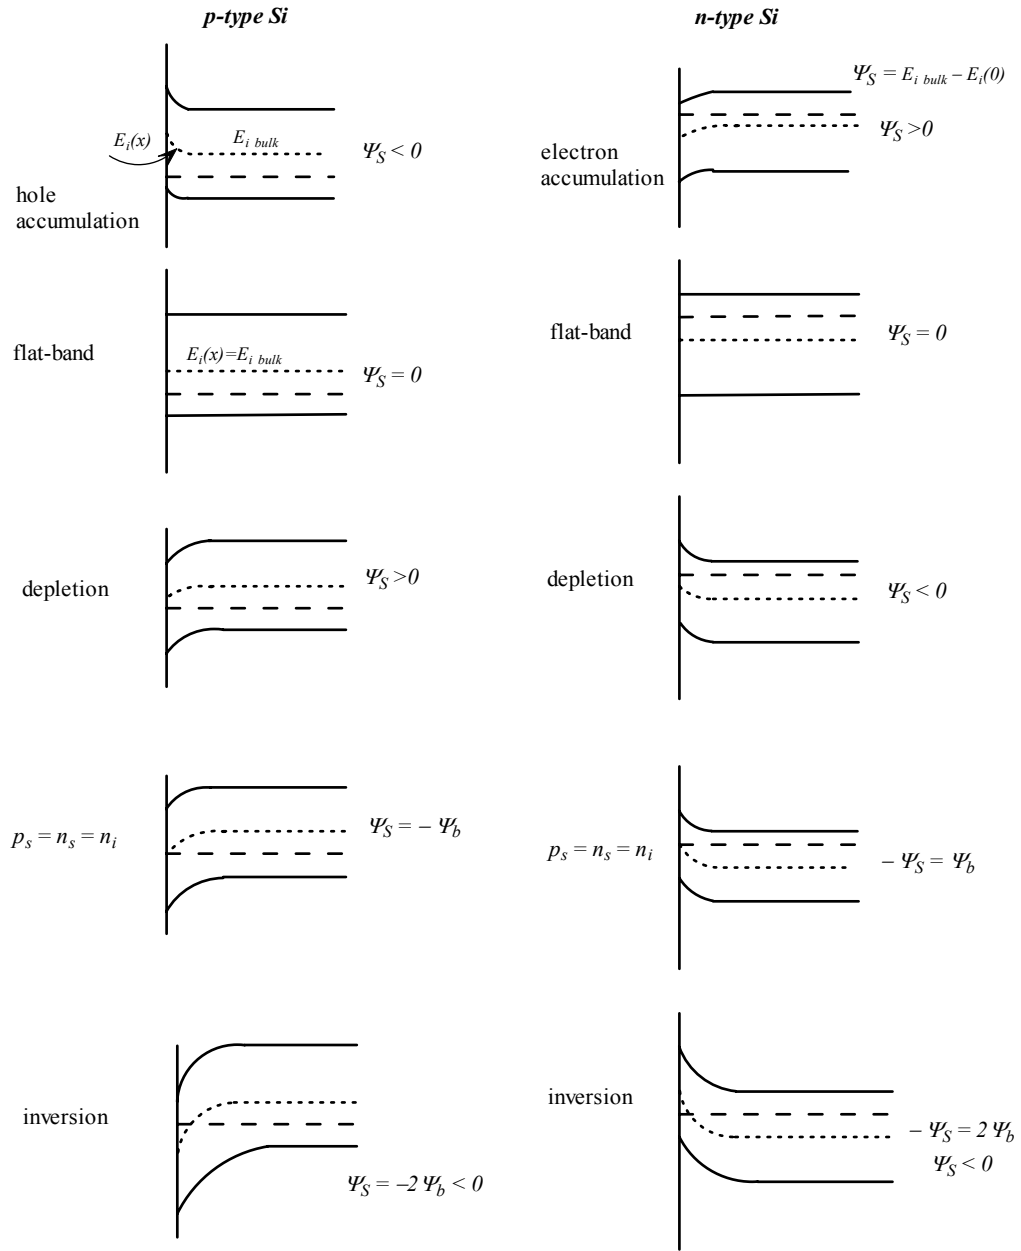 p-type Si
n-type Si
Ψ_S = E_i bulk – E_i(0)
E_i(x)
E_i bulk
Ψ_S < 0
Ψ_S >0
hole
accumulation
electron
accumulation
flat-band
E_i(x)=E_i bulk
Ψ_S = 0
flat-band
Ψ_S = 0
depletion
Ψ_S >0
depletion
Ψ_S < 0
p_s = n_s = n_i
Ψ_S = – Ψ_b
p_s = n_s = n_i
– Ψ_S = Ψ_b
inversion
Ψ_S = –2 Ψ_b < 0
inversion
– Ψ_S = 2 Ψ_b
Ψ_S < 0